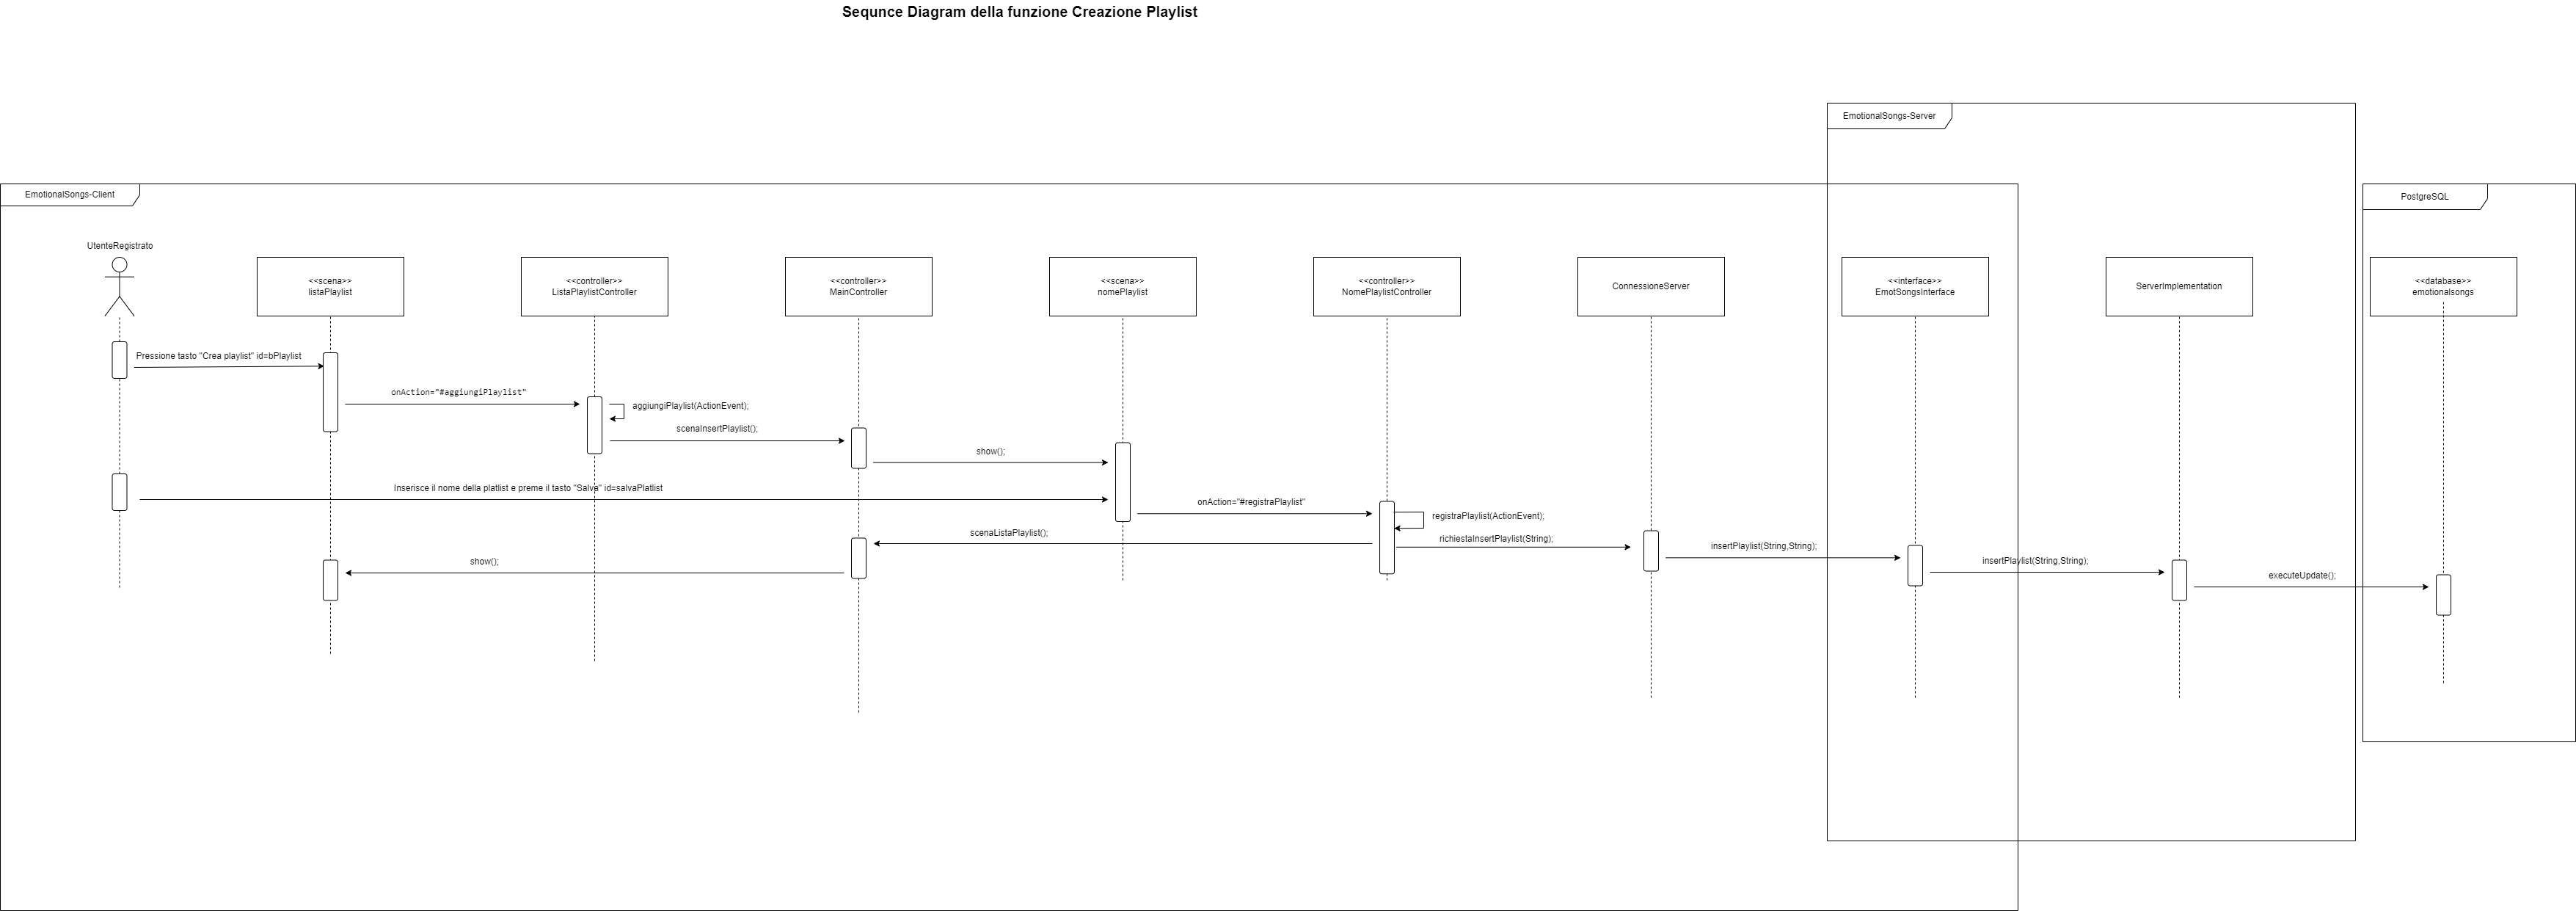 Sequnce Diagram della funzione Creazione Playlist
EmotionalSongs-Server
EmotionalSongs-Client
PostgreSQL
UtenteRegistrato
<<scena>>
listaPlaylist
<<controller>>
ListaPlaylistController
<<controller>>
MainController
<<scena>>
nomePlaylist
<<controller>>
NomePlaylistController
ConnessioneServer
<<interface>>
EmotSongsInterface
ServerImplementation
<<database>>
emotionalsongs
Pressione tasto "Crea playlist" id=bPlaylist
onAction="#aggiungiPlaylist"
aggiungiPlaylist(ActionEvent);
scenaInsertPlaylist();
show();
Inserisce il nome della platlist e preme il tasto "Salva" id=salvaPlatlist
onAction="#registraPlaylist"
registraPlaylist(ActionEvent);
scenaListaPlaylist();
richiestaInsertPlaylist(String);
insertPlaylist(String,String);
show();
insertPlaylist(String,String);
executeUpdate();